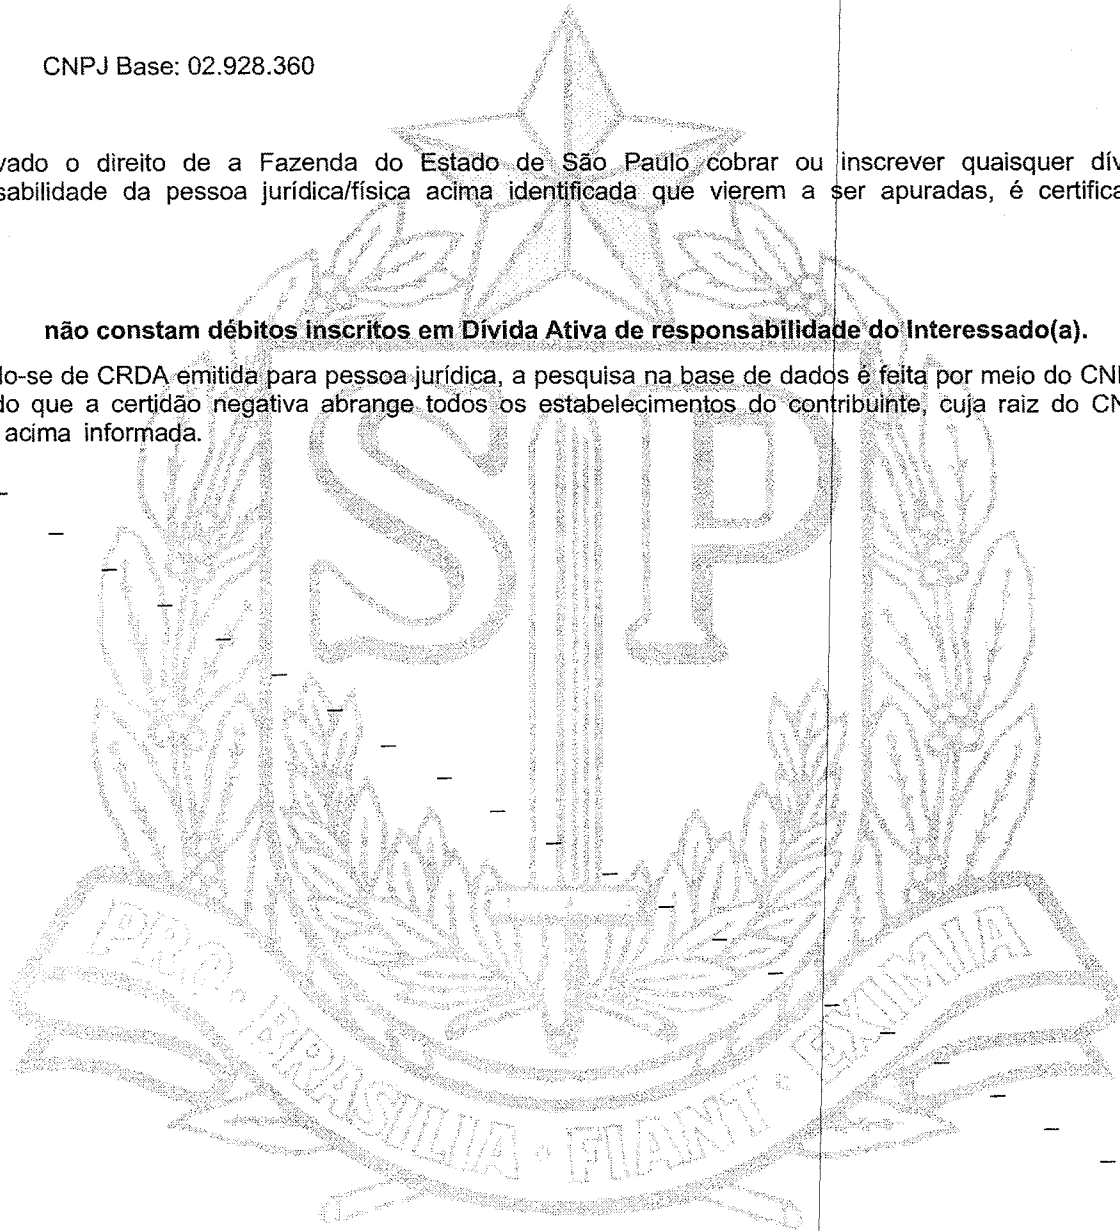 CNPJ Base: 02.928.360
vado o direito de a Fazenda do Estado de São Paulo cobrar ou inscrever quaisquer dív
sabilidade da pessoa jurídica/física acima identificada que vierem a ser apuradas, é certifica
não constam débitos inscritos em Dívida Ativa de responsabilidade do Interessado(a).
do-se de CRDA emitida para pessoa jurídica, a pesquisa na base de dados é feita por meio do CN
do que a certidão negativa abrange todos os estabelecimentos do contribuinte, cuja raiz do CN
acima informada.
SP
PRO · BRASILIA · FIANT · EXIMIA